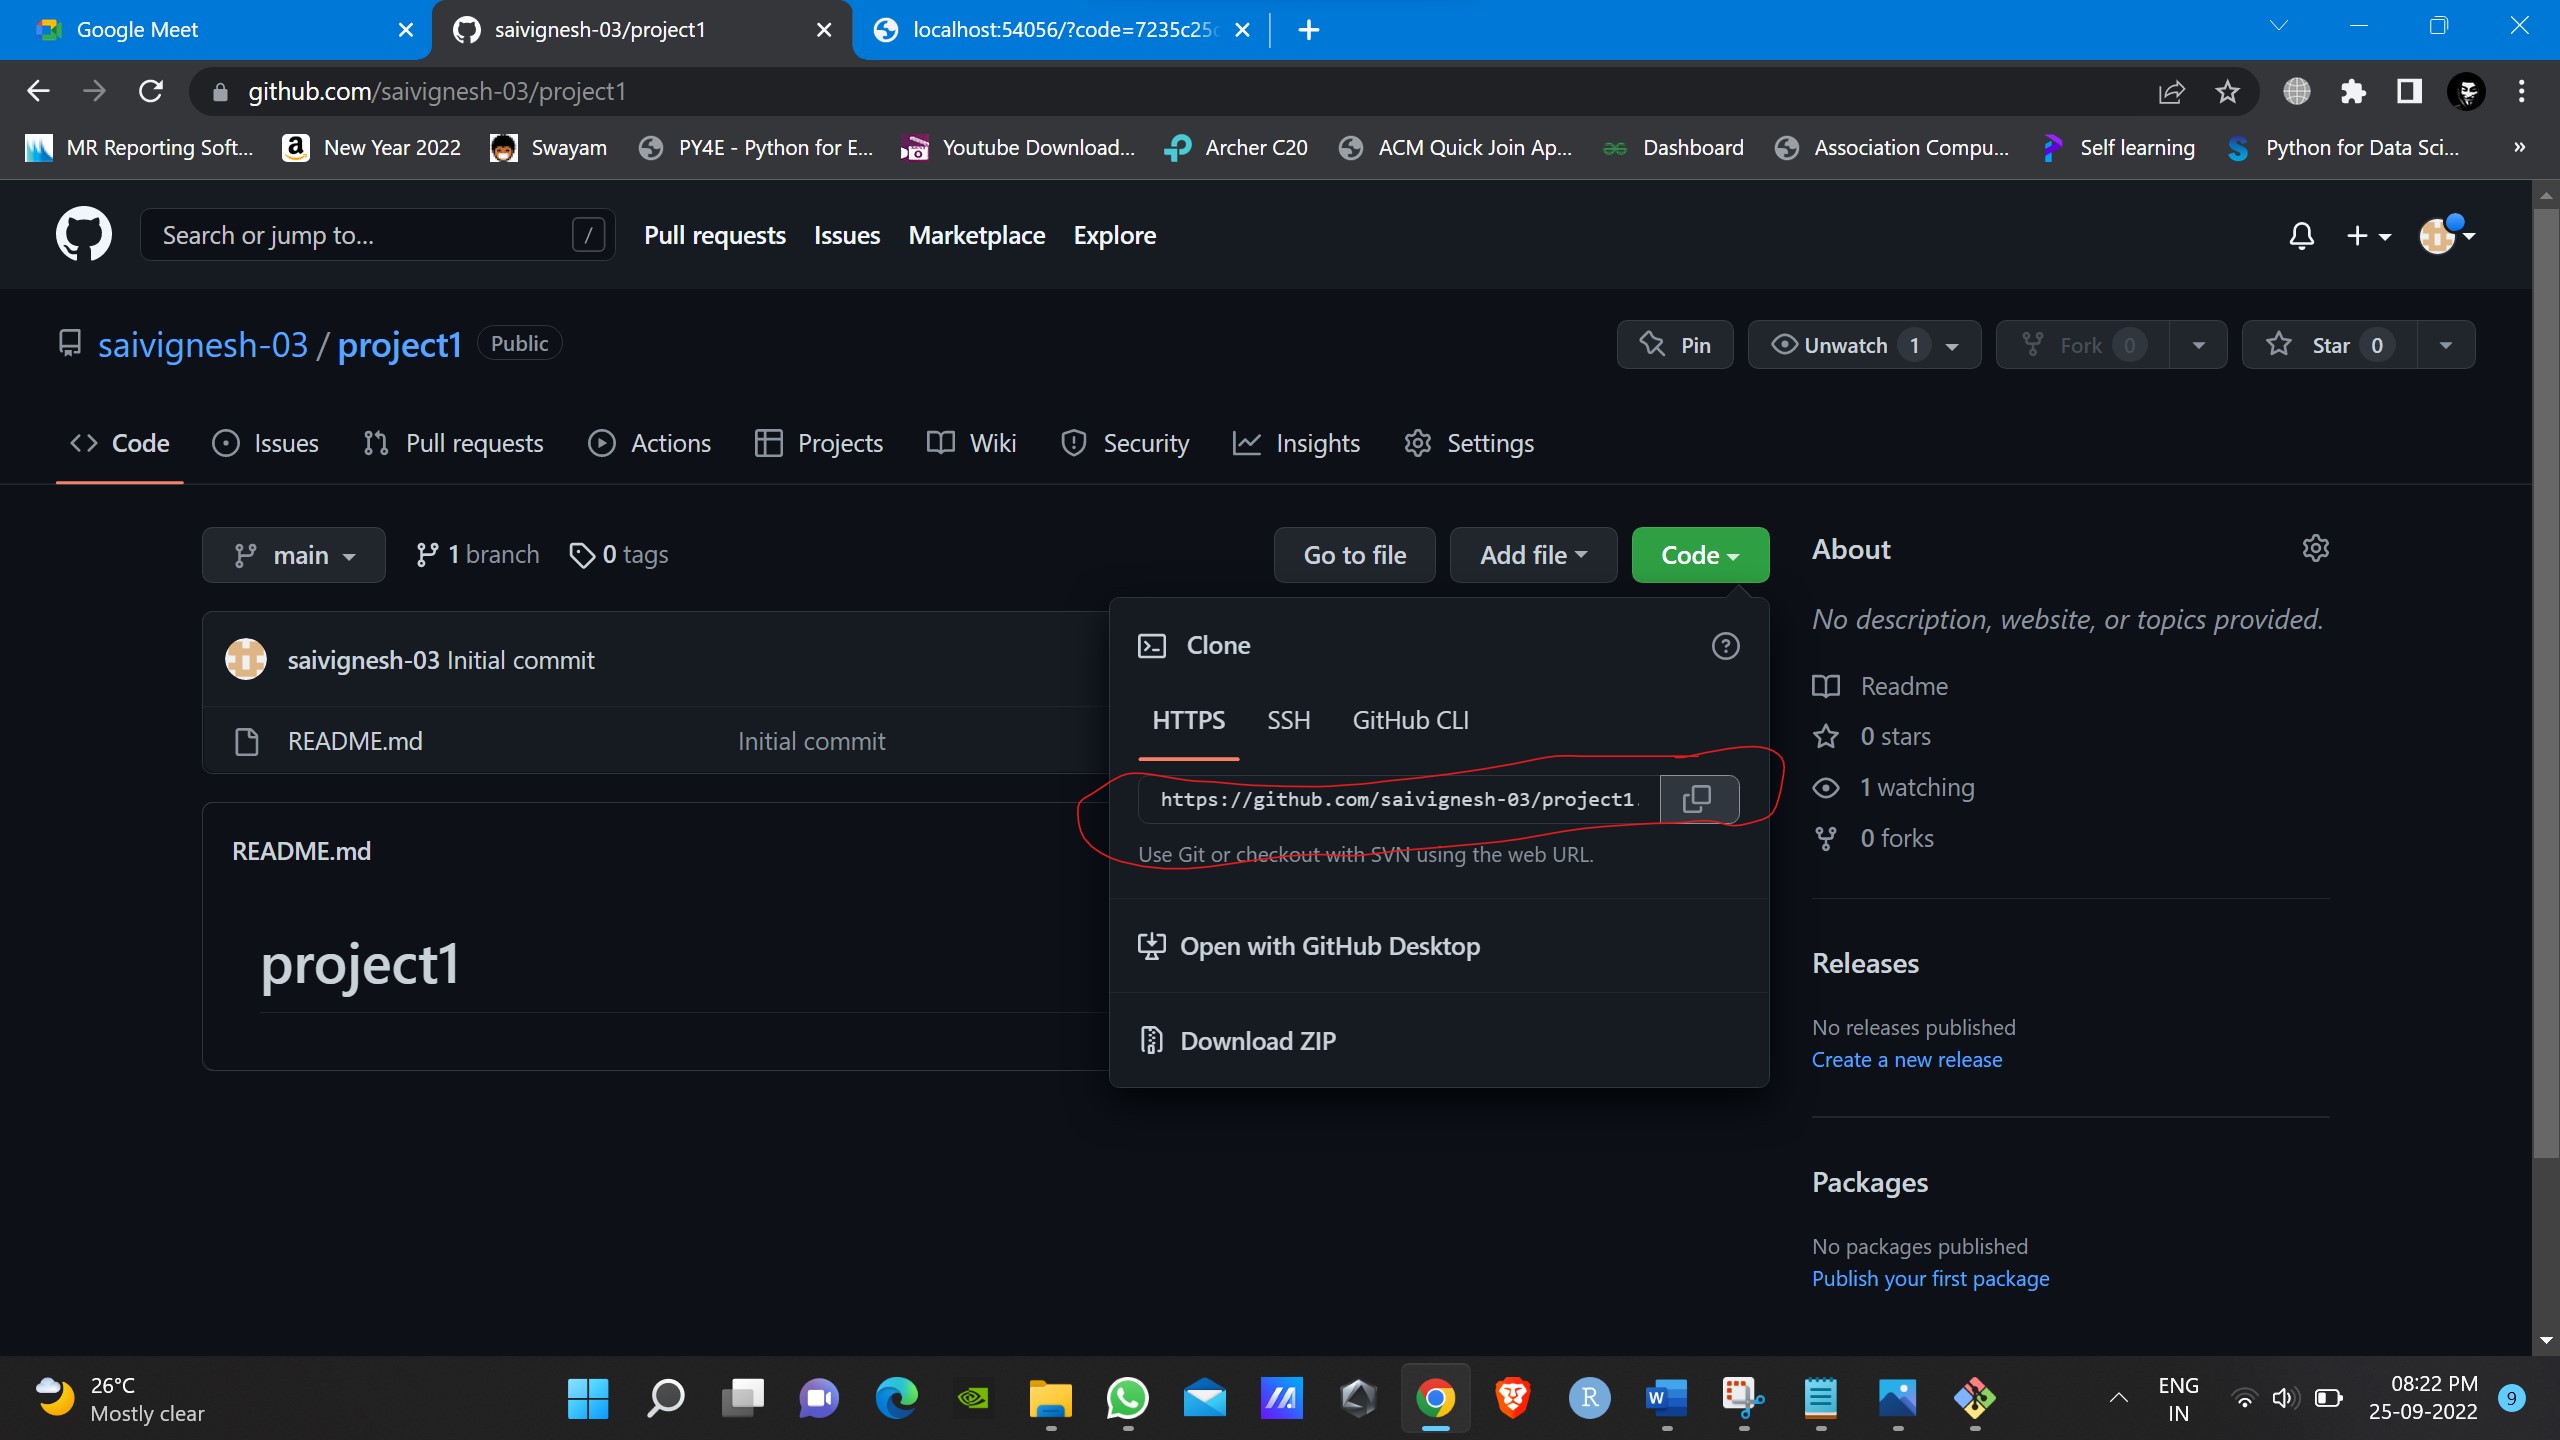 Google Meet
saivignesh-03/project1
localhost:54056/?code=7235c25
github.com/saivignesh-03/project1
MR Reporting Soft...
New Year 2022
Swayam
PY4E - Python for E...
Youtube Download...
Archer C20
ACM Quick Join Ap...
Dashboard
Association Compu...
Self learning
Python for Data Sci...
»
Search or jump to...
/
Pull requests
Issues
Marketplace
Explore
saivignesh-03 / project1
Public
Pin
Unwatch 1
Fork 0
Star 0
Code
Issues
Pull requests
Actions
Projects
Wiki
Security
Insights
Settings
main
1 branch
0 tags
Go to file
Add file
Code
About
No description, website, or topics provided.
saivignesh-03 Initial commit
Clone
HTTPS
SSH
GitHub CLI
Readme
0 stars
README.md
Initial commit
https://github.com/saivignesh-03/project1.
1 watching
Use Git or checkout with SVN using the web URL.
0 forks
README.md
project1
Open with GitHub Desktop
Download ZIP
Releases
No releases published
Create a new release
Packages
No packages published
Publish your first package
26°C
Mostly clear
R
W
ENG
IN
08:22 PM
25-09-2022
9